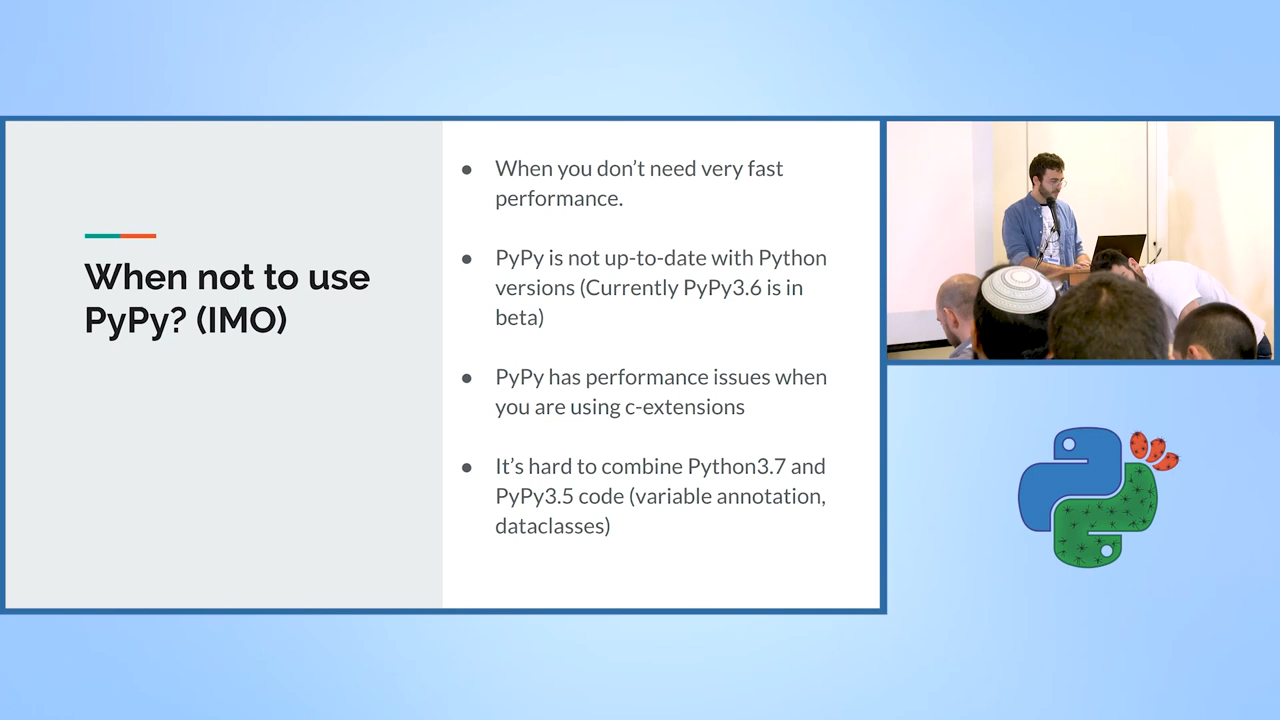 When not to use
PyPy? (IMO)
● When you don’t need very fast
performance.
● PyPy is not up-to-date with Python
versions (Currently PyPy3.6 is in
beta)
● PyPy has performance issues when
you are using c-extensions
● It’s hard to combine Python3.7 and
PyPy3.5 code (variable annotation,
dataclasses)